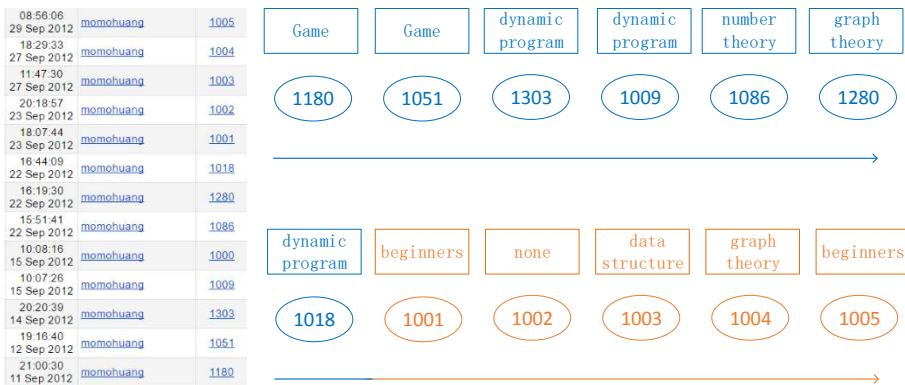 08:56:06
29 Sep 2012 momohuang 1005
18:29:33
27 Sep 2012 momohuang 1004
11:47:30
27 Sep 2012 momohuang 1003
20:18:57
23 Sep 2012 momohuang 1002
18:07:44
23 Sep 2012 momohuang 1001
16:44:09
22 Sep 2012 momohuang 1018
16:19:30
22 Sep 2012 momohuang 1280
15:51:41
22 Sep 2012 momohuang 1086
10:08:16
15 Sep 2012 momohuang 1000
10:07:26
15 Sep 2012 momohuang 1009
20:20:39
14 Sep 2012 momohuang 1303
19:16:40
12 Sep 2012 momohuang 1051
21:00:30
11 Sep 2012 momohuang 1180
Game Game dynamic dynamic number graph
program program theory theory
1180 1051 1303 1009 1086 1280
dynamic beginners none data graph beginners
program structure theory
1018 1001 1002 1003 1004 1005